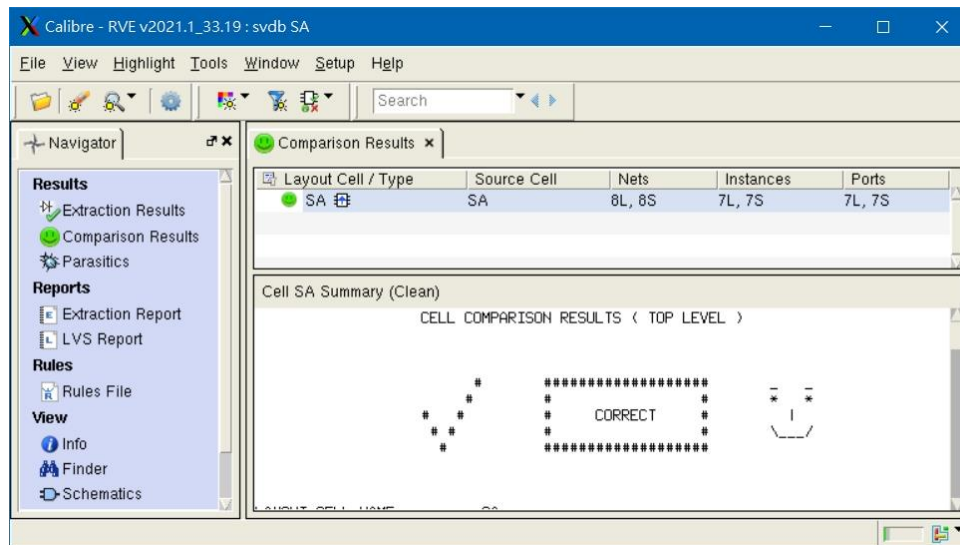 Calibre - RVE v2021.1_33.19 : svdb SA
File View Highlight Tools Window Setup Help
Search
Navigator
Results
Extraction Results
Comparison Results
Parasitics
Reports
Extraction Report
LVS Report
Rules
Rules File
View
Info
Finder
Schematics
Comparison Results
Layout Cell / Type Source Cell Nets Instances Ports
SA SA 8L, 8S 7L, 7S 7L, 7S
Cell SA Summary (Clean)
CELL COMPARISON RESULTS ( TOP LEVEL )
# ################### _ _
# # # * *
# # # CORRECT # |
# # # # \___/
# ###################